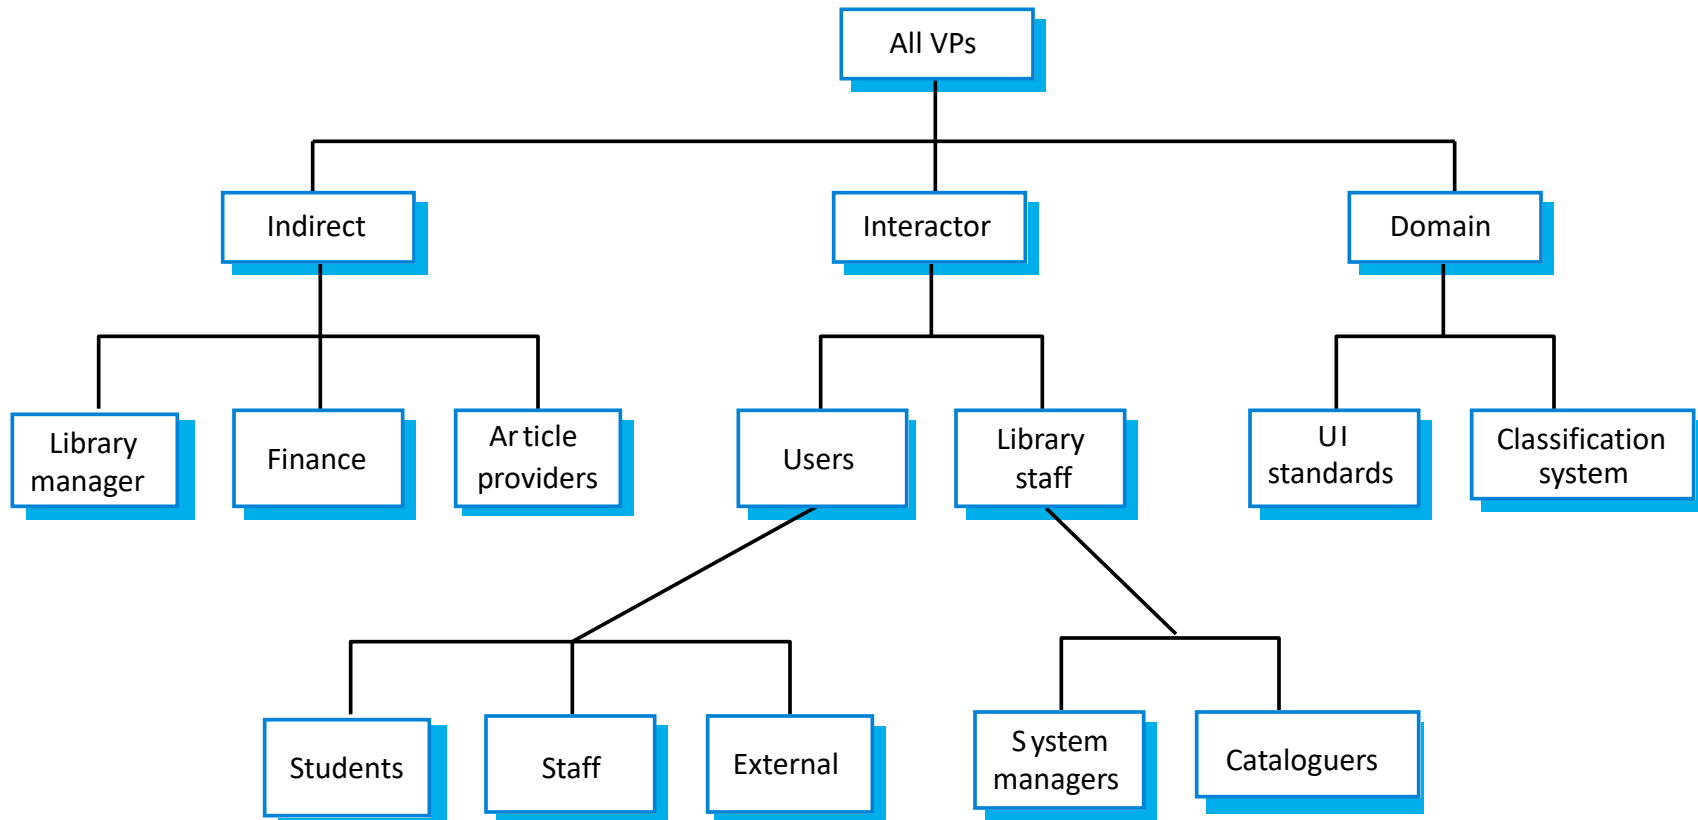 All VPs
Indirect
Interactor
Domain
Library
manager
Finance
Article
providers
Users
Library
staff
UI
standards
Classification
system
Students
Staff
External
System
managers
Cataloguers